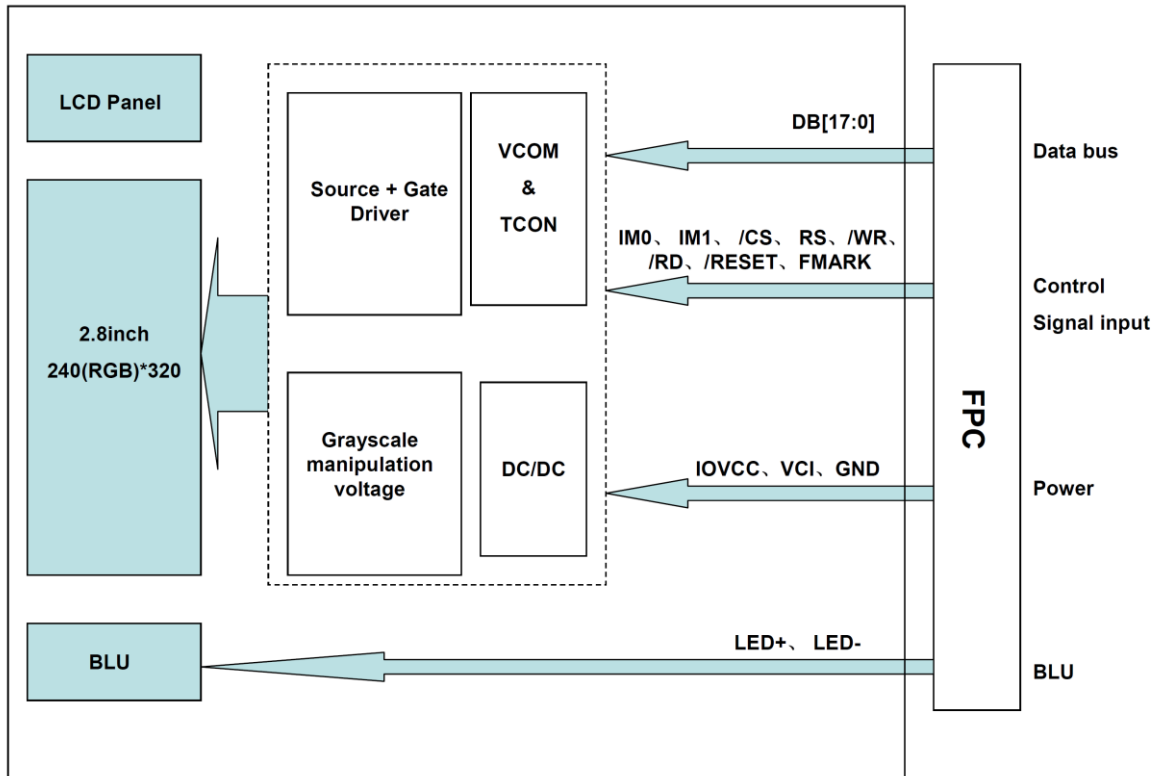 LCD Panel
2.8inch
240(RGB)*320
BLU
Source + Gate
Driver
VCOM
&
TCON
Grayscale
manipulation
voltage
DC/DC
DB[17:0]
IM0、 IM1、 /CS、 RS、/WR、
/RD、/RESET、FMARK
IOVCC、VCI、GND
LED+、 LED-
FPC
Data bus
Control
Signal input
Power
BLU